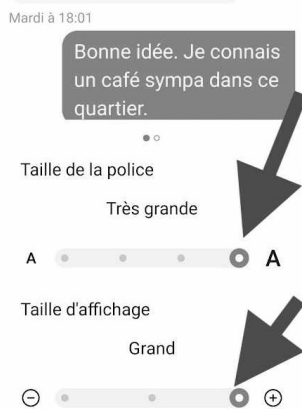 Mardi à 18:01
Bonne idée. Je connais
un café sympa dans ce
quartier.
Taille de la police
Très grande
A A
Taille d'affichage
Grand